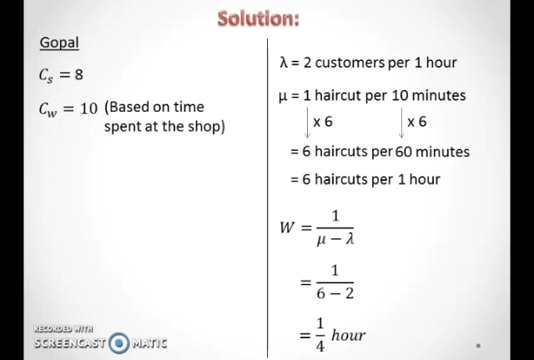 Solution:
Gopal
C_s = 8
C_w = 10 (Based on time
spent at the shop)
RECORDED WITH
SCREENCAST MATIC
λ = 2 customers per 1 hour
μ = 1 haircut per 10 minutes
x 6 x 6
= 6 haircuts per 60 minutes
= 6 haircuts per 1 hour
W = 1 / (μ − λ)
= 1 / (6 − 2)
= 1/4 hour